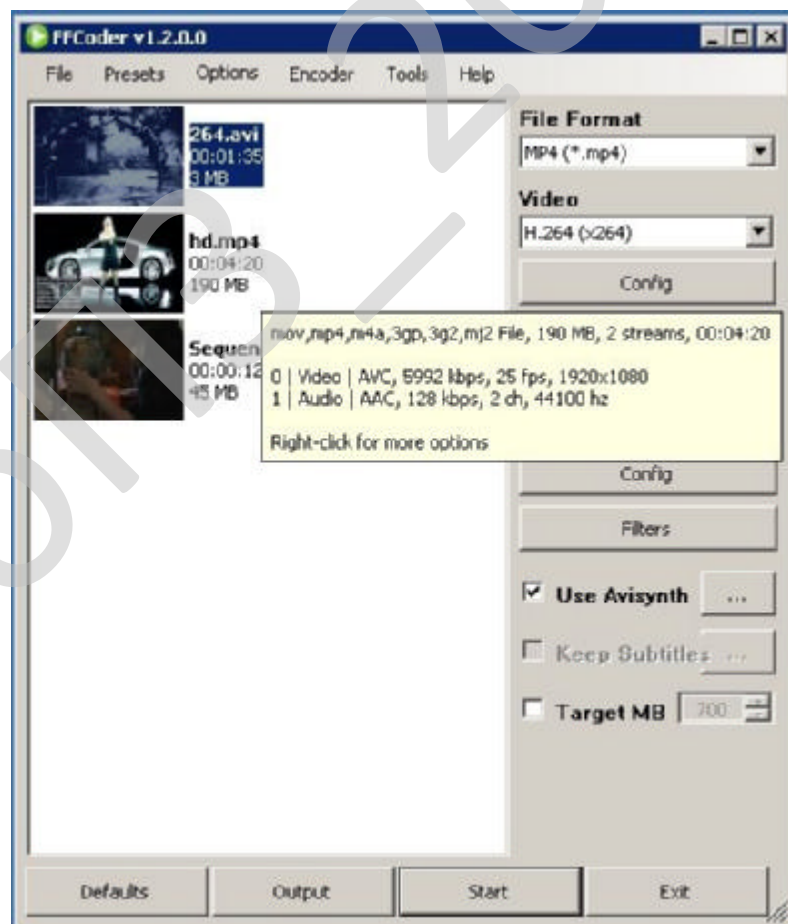 FFCoder v1.2.0.0
File Presets Options Encoder Tools Help
264.avi
00:01:35
3 MB
hd.mp4
00:04:20
190 MB
00:00:12
45 MB
File Format
MP4 (*.mp4)
Video
H.264 (x264)
Config
mov,mp4,m4a,3gp,3g2,mj2 File, 190 MB, 2 streams, 00:04:20
0 | Video | AVC, 5992 kbps, 25 fps, 1920x1080
1 | Audio | AAC, 128 kbps, 2 ch, 44100 hz
Right-click for more options
Config
Filters
Use Avisynth ...
Keep Subtitles ...
Target MB 700
Defaults Output Start Exit